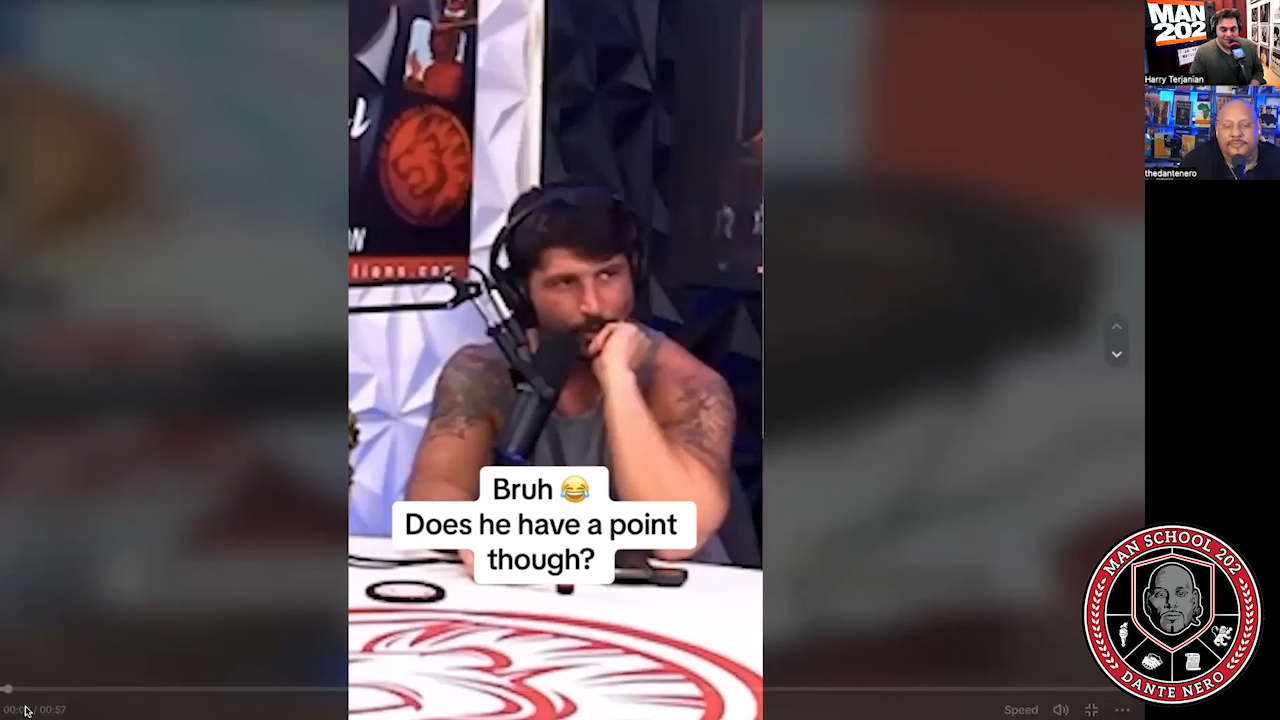 MAN
202
Harry Terjanian
thedantenero
Bruh 😂
Does he have a point
though?
MAN SCHOOL 202
DANTE NERO
/ 00:57
Speed